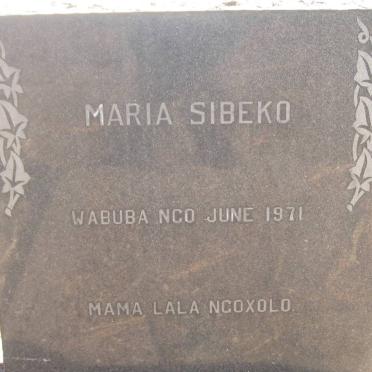 MARIA SIBEKO
WABUBA NGO JUNE 1971
MAMA LALA NGOXOLO.